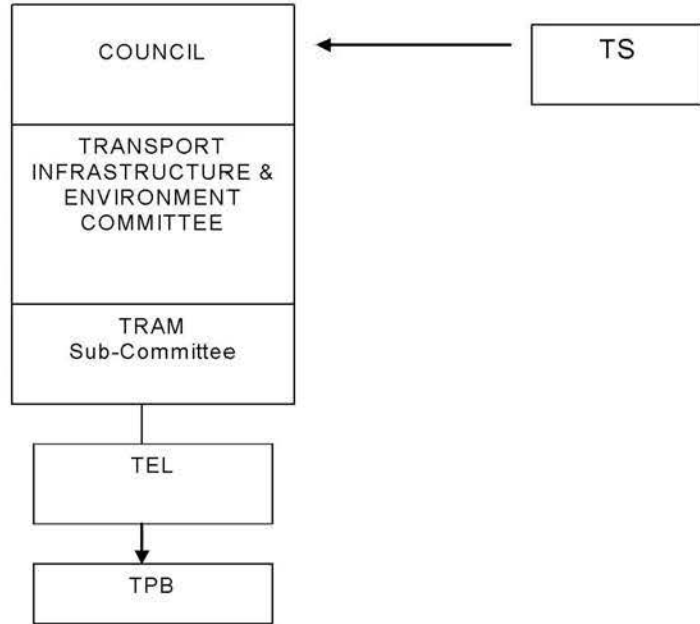 COUNCIL
TS
TRANSPORT
INFRASTRUCTURE &
ENVIRONMENT
COMMITTEE
TRAM
Sub-Committee
TEL
TPB